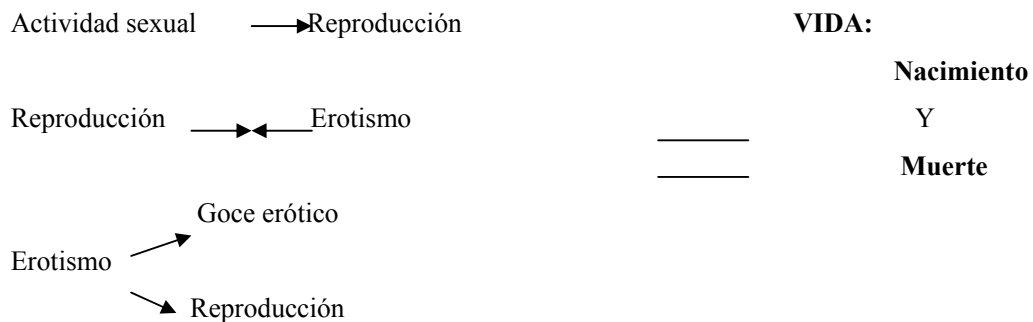 Actividad sexual Reproducción VIDA:
Nacimiento
Reproducción Erotismo Y
Muerte
Goce erótico
Erotismo
Reproducción